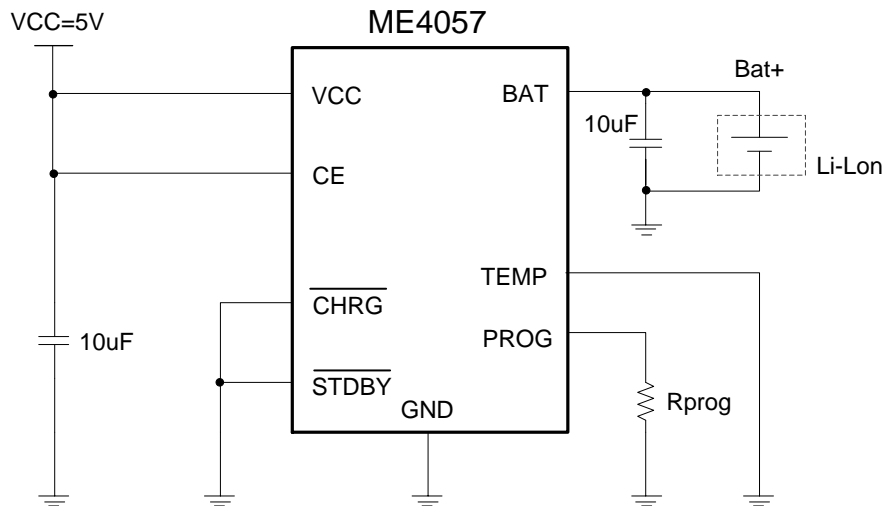 ME4057
VCC=5V
VCC
BAT
Bat+
10uF
CE
Li-Lon
TEMP
CHRG
10uF
PROG
STDBY
GND
Rprog